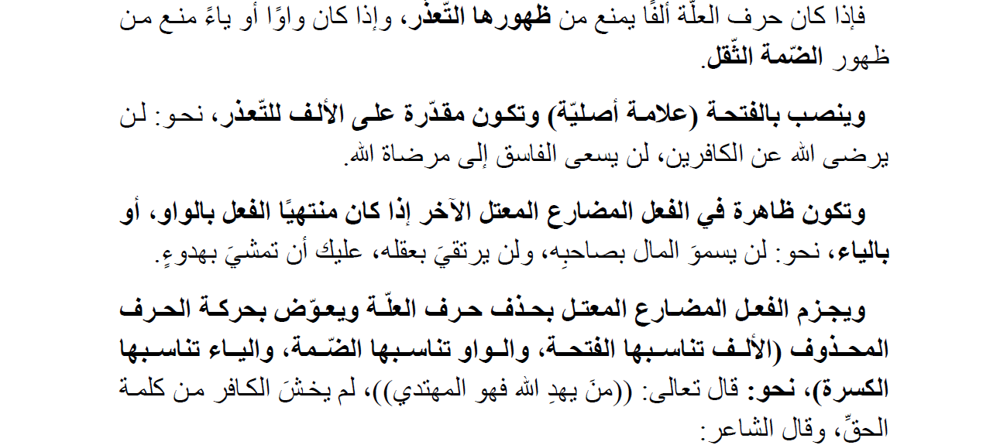 فإذا كان حرف العلّة ألفًا يمنع من ظهورها التّعذّر، وإذا كان واوًا أو ياءً منع من
ظهور الضّمة الثّقل.
وينصب بالفتحة (علامة أصليّة) وتكون مقدّرة على الألف للتّعذر، نحو: لن
يرضى الله عن الكافرين، لن يسعى الفاسق إلى مرضاة الله.
وتكون ظاهرة في الفعل المضارع المعتل الآخر إذا كان منتهيًا الفعل بالواو، أو
بالياء، نحو: لن يسموَ المال بصاحبِه، ولن يرتقيَ بعقله، عليك أن تمشيَ بهدوءٍ.
ويجزم الفعل المضارع المعتل بحذف حرف العلّة ويعوّض بحركة الحرف
المحذوف (الألف تناسبها الفتحة، والواو تناسبها الضّمة، والياء تناسبها
الكسرة)، نحو: قال تعالى: ((منَ يهدِ الله فهو المهتدي))، لم يخشَ الكافر من كلمة
الحقِّ، وقال الشاعر: